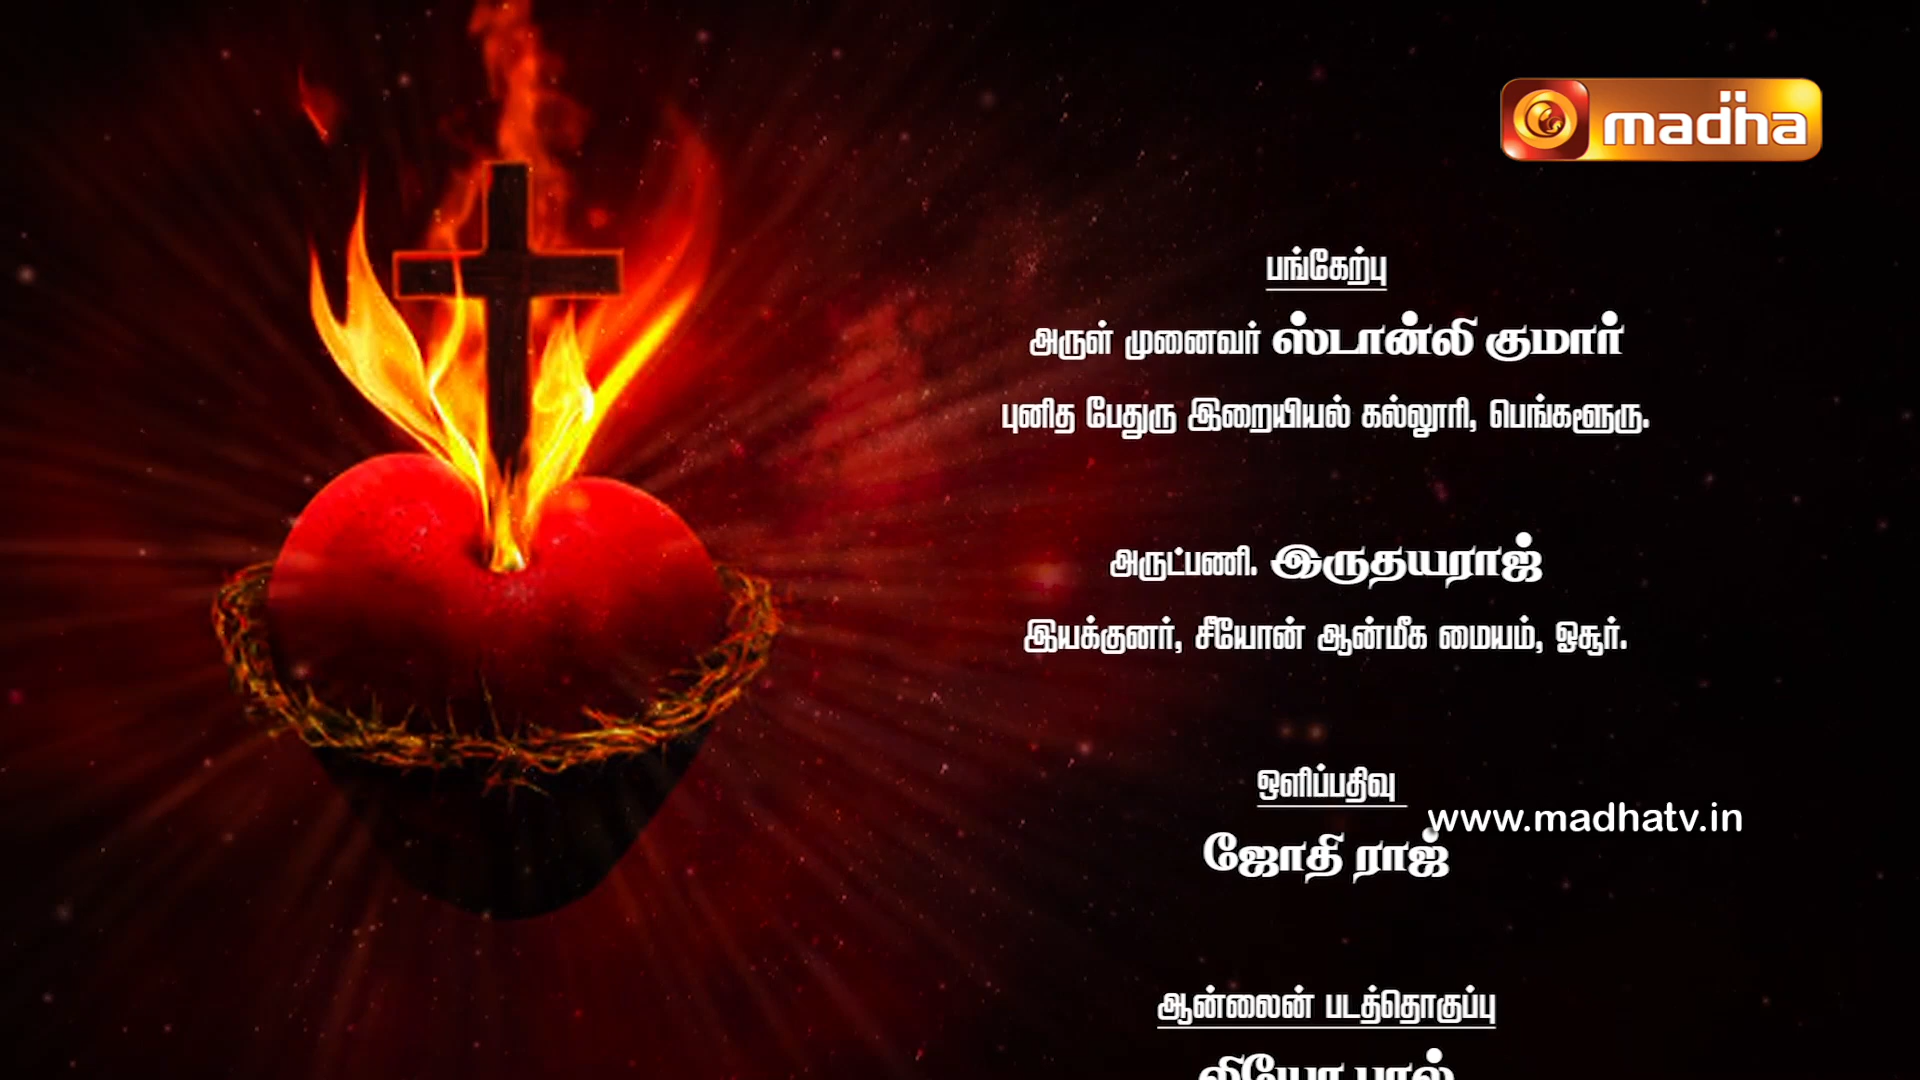 madha
பங்கேற்பு
அருள் முனைவர் ஸ்டான்லி குமார்
புனித பேதுரு இறையியல் கல்லூரி, பெங்களூரு.
அருட்பணி. இருதயராஜ்
இயக்குனர், சீயோன் ஆன்மீக மையம், ஓசூர்.
ஒளிப்பதிவு
www.madhatv.in
ஜோதி ராஜ்
ஆன்லைன் படத்தொகுப்பு
லியோ பால்